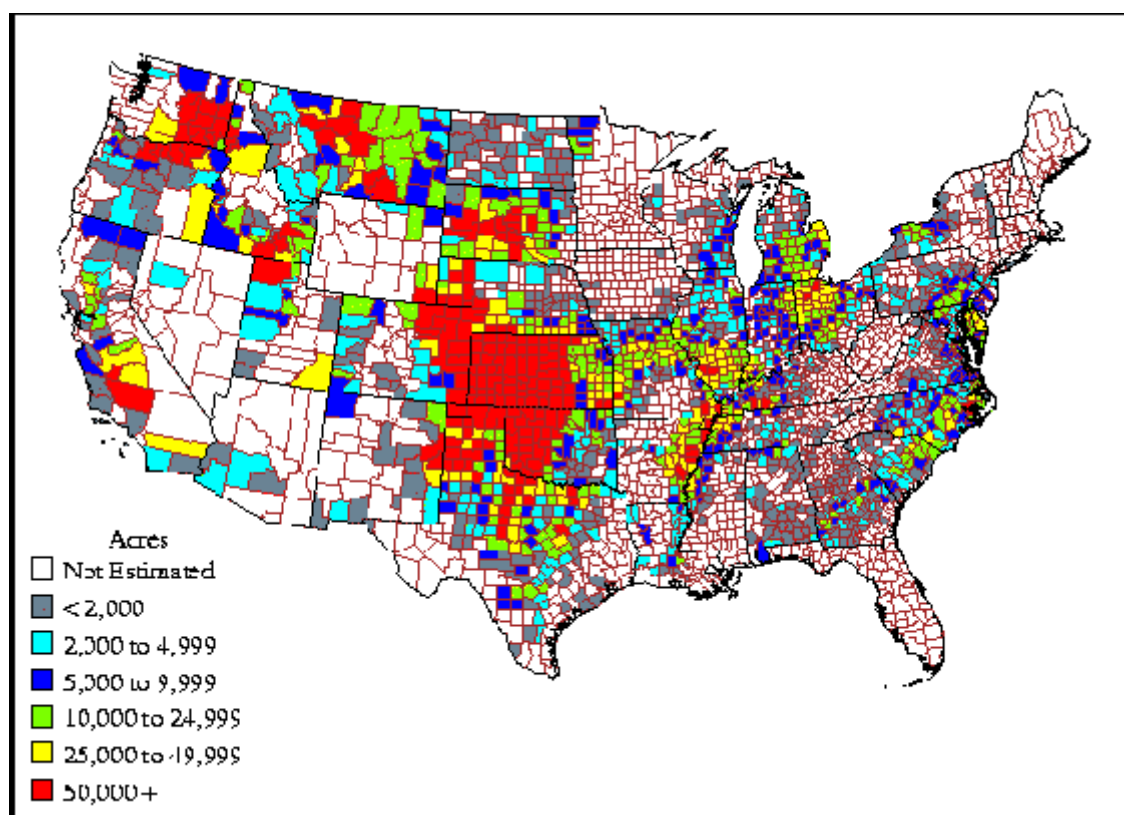 Acres
Not Estimated
< 2,000
2,000 to 4,999
5,000 to 9,999
10,000 to 24,999
25,000 to 49,999
50,000 +